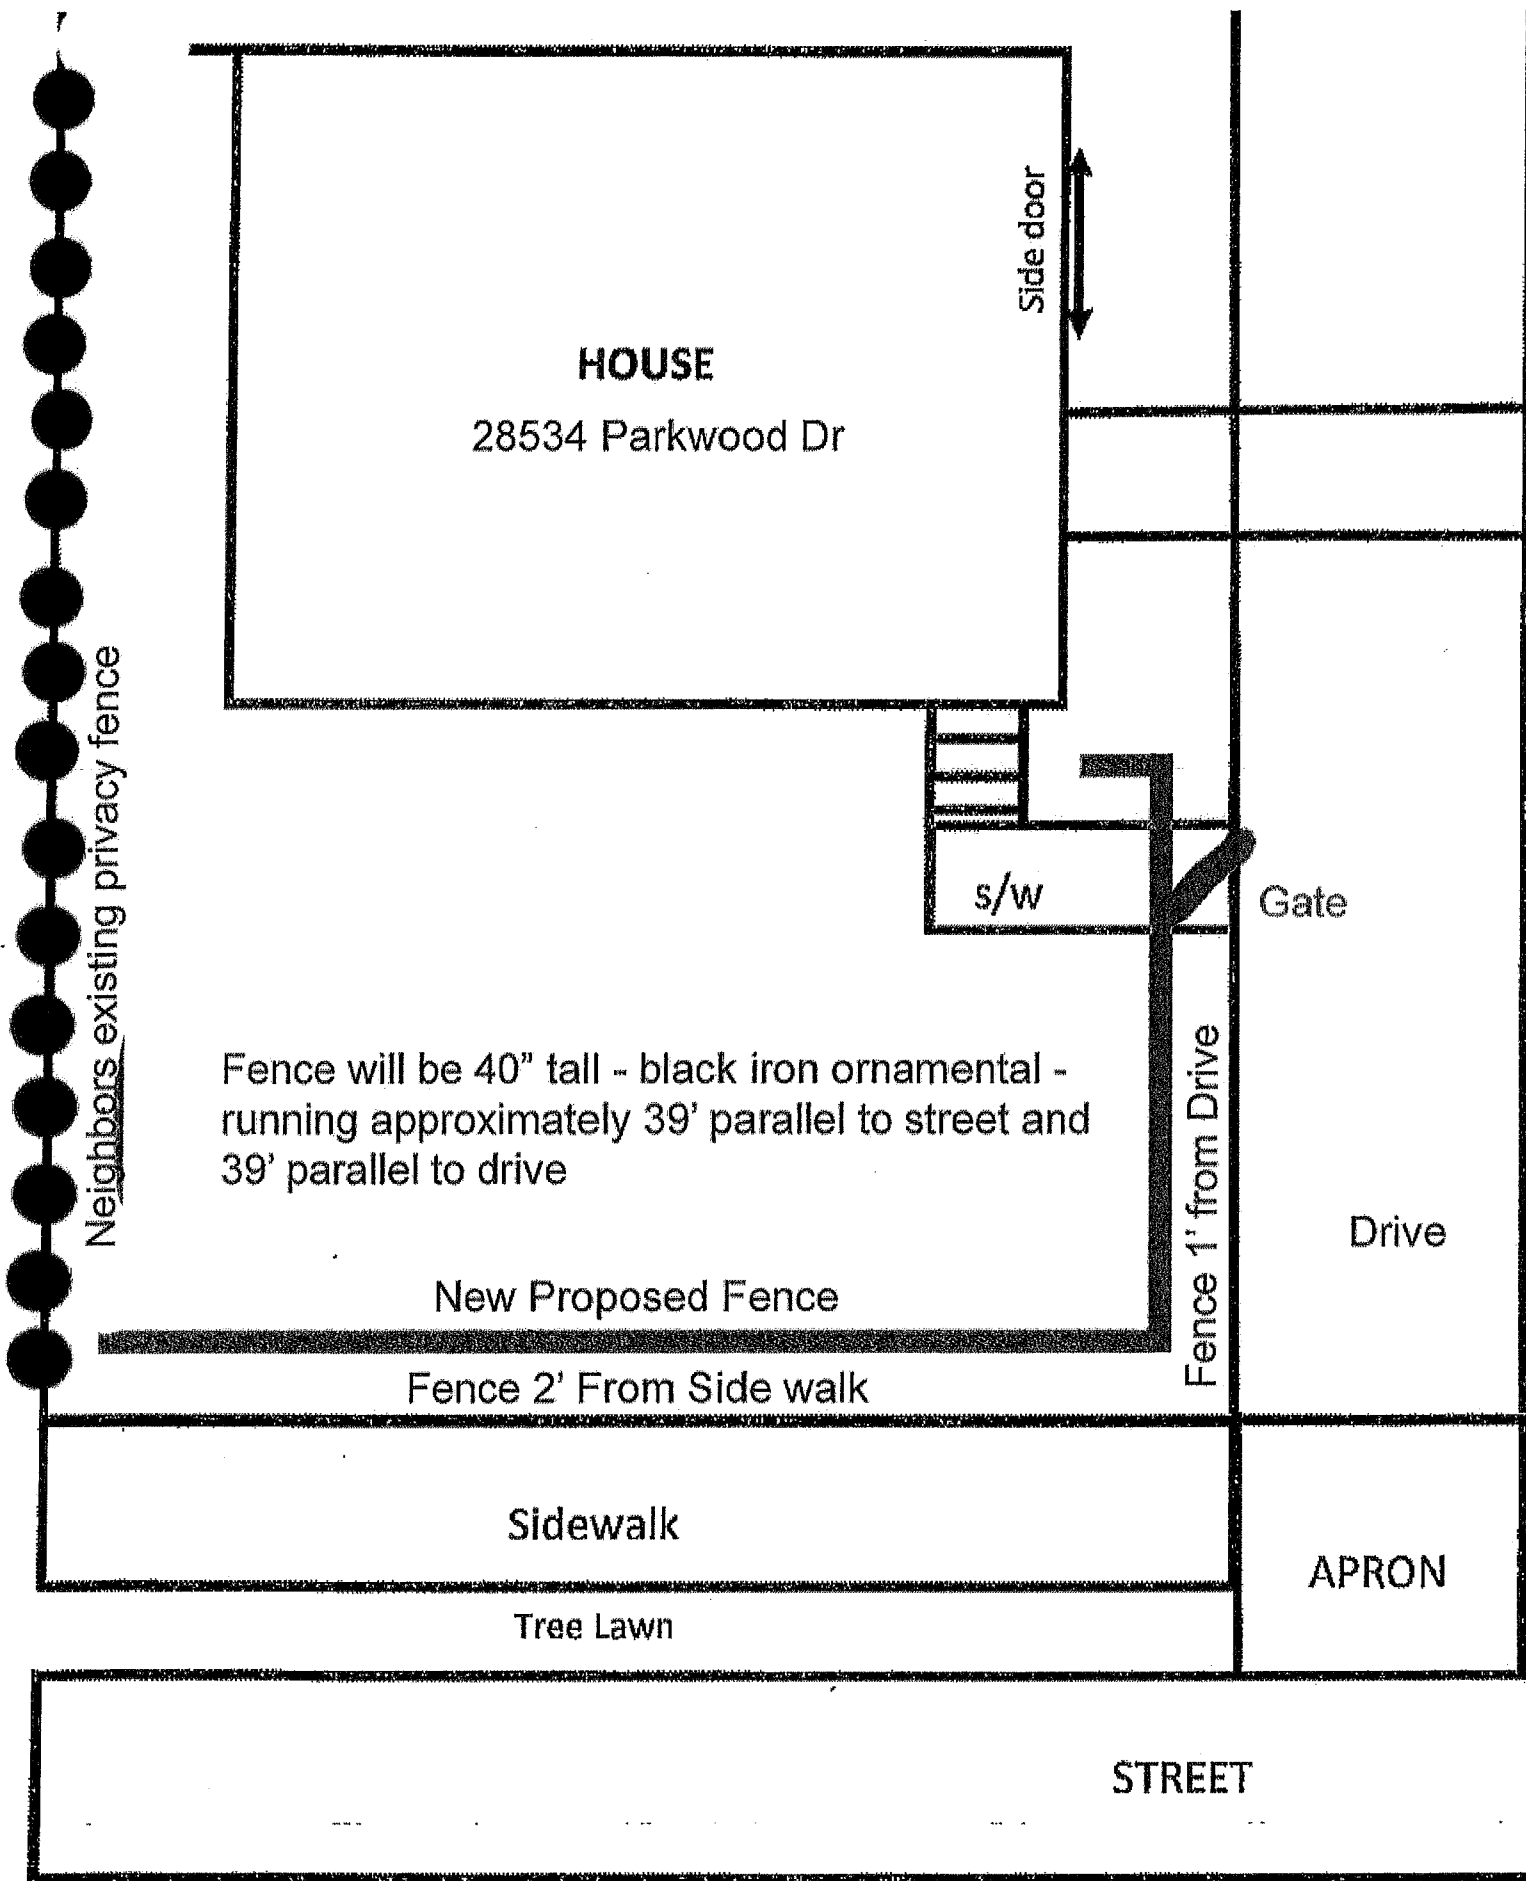 Side door
HOUSE
28534 Parkwood Dr
Neighbors existing privacy fence
s/w
Gate
Fence will be 40” tall - black iron ornamental -
running approximately 39’ parallel to street and
39’ parallel to drive
Fence 1’ from Drive
Drive
New Proposed Fence
Fence 2’ From Side walk
Sidewalk
APRON
Tree Lawn
STREET